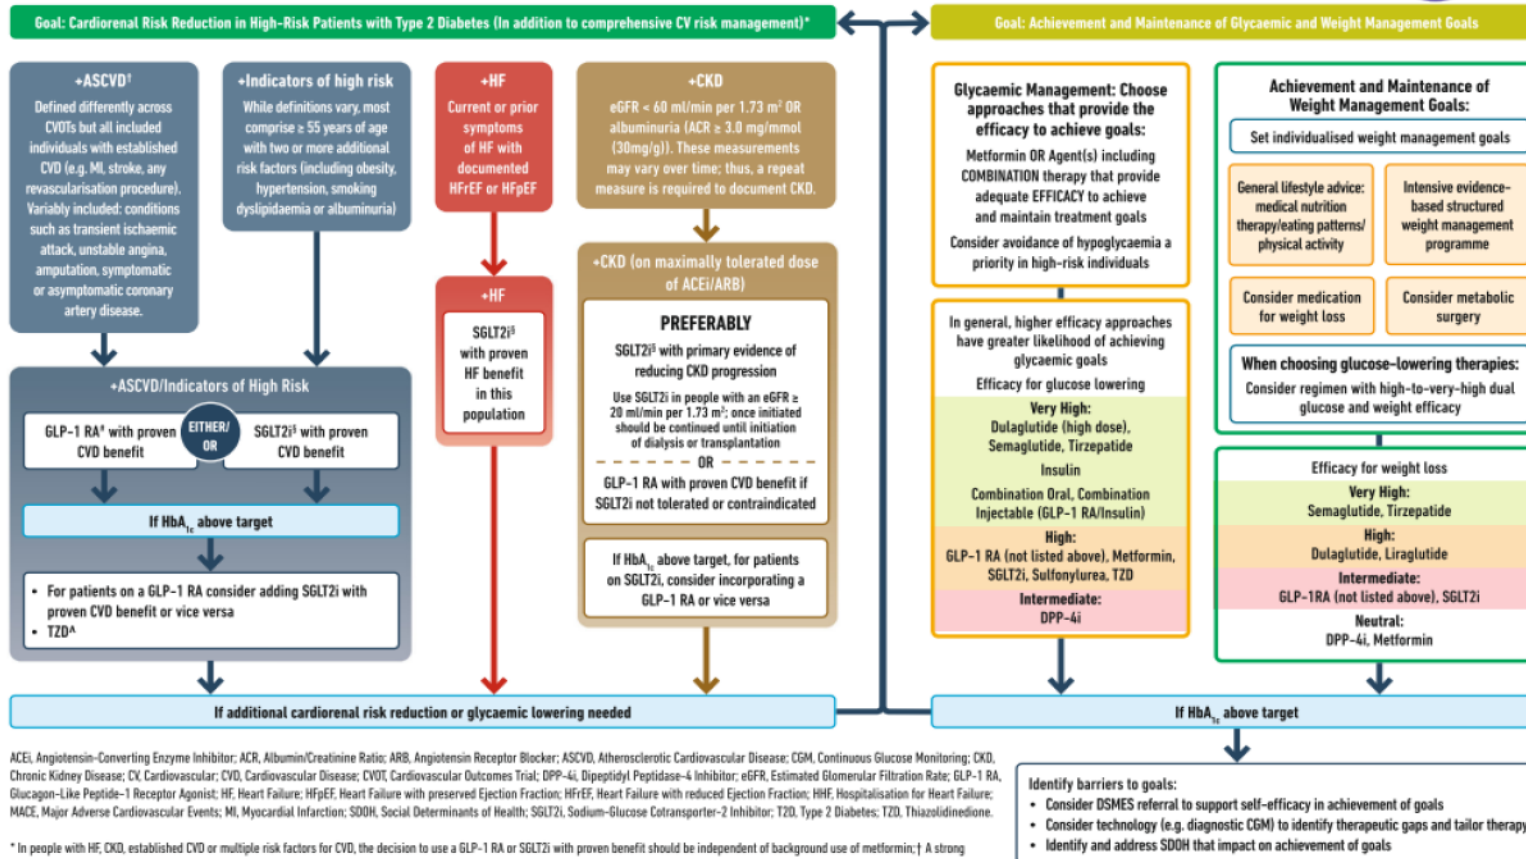 Goal: Cardiorenal Risk Reduction in High-Risk Patients with Type 2 Diabetes (In addition to comprehensive CV risk management)*
+ASCVD†
Defined differently across
CVOTs but all included
individuals with established
CVD (e.g. MI, stroke, any
revascularisation procedure).
Variably included: conditions
such as transient ischaemic
attack, unstable angina,
amputation, symptomatic
or asymptomatic coronary
artery disease.
+Indicators of high risk
While definitions vary, most
comprise ≥ 55 years of age
with two or more additional
risk factors (including obesity,
hypertension, smoking
dyslipidaemia or albuminuria)
+ASCVD/Indicators of High Risk
GLP-1 RA# with proven
CVD benefit
EITHER/
OR
SGLT2i§ with proven
CVD benefit
If HbA1c above target
• For patients on a GLP-1 RA consider adding SGLT2i with
proven CVD benefit or vice versa
• TZD^
+HF
Current or prior
symptoms
of HF with
documented
HFrEF or HFpEF
+HF
SGLT2i§
with proven
HF benefit
in this
population
+CKD
eGFR < 60 ml/min per 1.73 m² OR
albuminuria (ACR ≥ 3.0 mg/mmol
(30mg/g)). These measurements
may vary over time; thus, a repeat
measure is required to document CKD.
+CKD (on maximally tolerated dose
of ACEi/ARB)
PREFERABLY
SGLT2i§ with primary evidence of
reducing CKD progression
Use SGLT2i in people with an eGFR ≥
20 ml/min per 1.73 m²; once initiated
should be continued until initiation
of dialysis or transplantation
OR
GLP-1 RA with proven CVD benefit if
SGLT2i not tolerated or contraindicated
If HbA1c above target, for patients
on SGLT2i, consider incorporating a
GLP-1 RA or vice versa
If additional cardiorenal risk reduction or glycaemic lowering needed
Goal: Achievement and Maintenance of Glycaemic and Weight Management Goals
Glycaemic Management: Choose
approaches that provide the
efficacy to achieve goals:
Metformin OR Agent(s) including
COMBINATION therapy that provide
adequate EFFICACY to achieve
and maintain treatment goals
Consider avoidance of hypoglycaemia a
priority in high-risk individuals
In general, higher efficacy approaches
have greater likelihood of achieving
glycaemic goals
Efficacy for glucose lowering
Very High:
Dulaglutide (high dose),
Semaglutide, Tirzepatide
Insulin
Combination Oral, Combination
Injectable (GLP-1 RA/Insulin)
High:
GLP-1 RA (not listed above), Metformin,
SGLT2i, Sulfonylurea, TZD
Intermediate:
DPP-4i
Achievement and Maintenance of
Weight Management Goals:
Set individualised weight management goals
General lifestyle advice:
medical nutrition
therapy/eating patterns/
physical activity
Intensive evidence-
based structured
weight management
programme
Consider medication
for weight loss
Consider metabolic
surgery
When choosing glucose-lowering therapies:
Consider regimen with high-to-very-high dual
glucose and weight efficacy
Efficacy for weight loss
Very High:
Semaglutide, Tirzepatide
High:
Dulaglutide, Liraglutide
Intermediate:
GLP-1RA (not listed above), SGLT2i
Neutral:
DPP-4i, Metformin
If HbA1c above target
Identify barriers to goals:
• Consider DSMES referral to support self-efficacy in achievement of goals
• Consider technology (e.g. diagnostic CGM) to identify therapeutic gaps and tailor therapy
• Identify and address SDOH that impact on achievement of goals
ACEi, Angiotensin-Converting Enzyme Inhibitor; ACR, Albumin/Creatinine Ratio; ARB, Angiotensin Receptor Blocker; ASCVD, Atherosclerotic Cardiovascular Disease; CGM, Continuous Glucose Monitoring; CKD,
Chronic Kidney Disease; CV, Cardiovascular; CVD, Cardiovascular Disease; CVOT, Cardiovascular Outcomes Trial; DPP-4i, Dipeptidyl Peptidase-4 Inhibitor; eGFR, Estimated Glomerular Filtration Rate; GLP-1 RA,
Glucagon-Like Peptide-1 Receptor Agonist; HF, Heart Failure; HFpEF, Heart Failure with preserved Ejection Fraction; HFrEF, Heart Failure with reduced Ejection Fraction; HHF, Hospitalisation for Heart Failure;
MACE, Major Adverse Cardiovascular Events; MI, Myocardial Infarction; SDOH, Social Determinants of Health; SGLT2i, Sodium-Glucose Cotransporter-2 Inhibitor; T2D, Type 2 Diabetes; TZD, Thiazolidinedione.
* In people with HF, CKD, established CVD or multiple risk factors for CVD, the decision to use a GLP-1 RA or SGLT2i with proven benefit should be independent of background use of metformin;† A strong